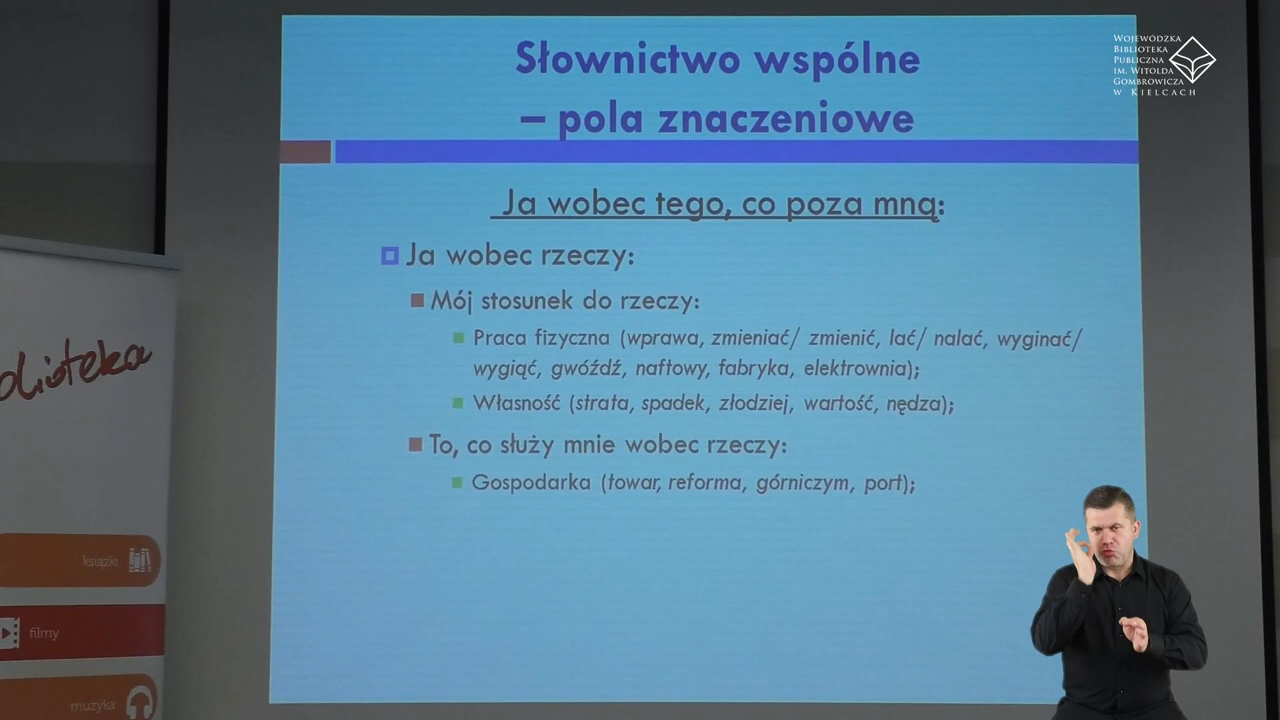 Słownictwo wspólne
– pola znaczeniowe
Ja wobec tego, co poza mną:
Ja wobec rzeczy:
Mój stosunek do rzeczy:
Praca fizyczna (wprawa, zmieniać/ zmienić, lać/ nalać, wyginać/
wygiąć, gwóźdź, naftowy, fabryka, elektrownia);
Własność (strata, spadek, złodziej, wartość, nędza);
To, co służy mnie wobec rzeczy:
Gospodarka (towar, reforma, górniczym, port);
Wojewódzka
Biblioteka
Publiczna
im. Witolda
Gombrowicza
w Kielcach
blioteka
książki
filmy
muzyka